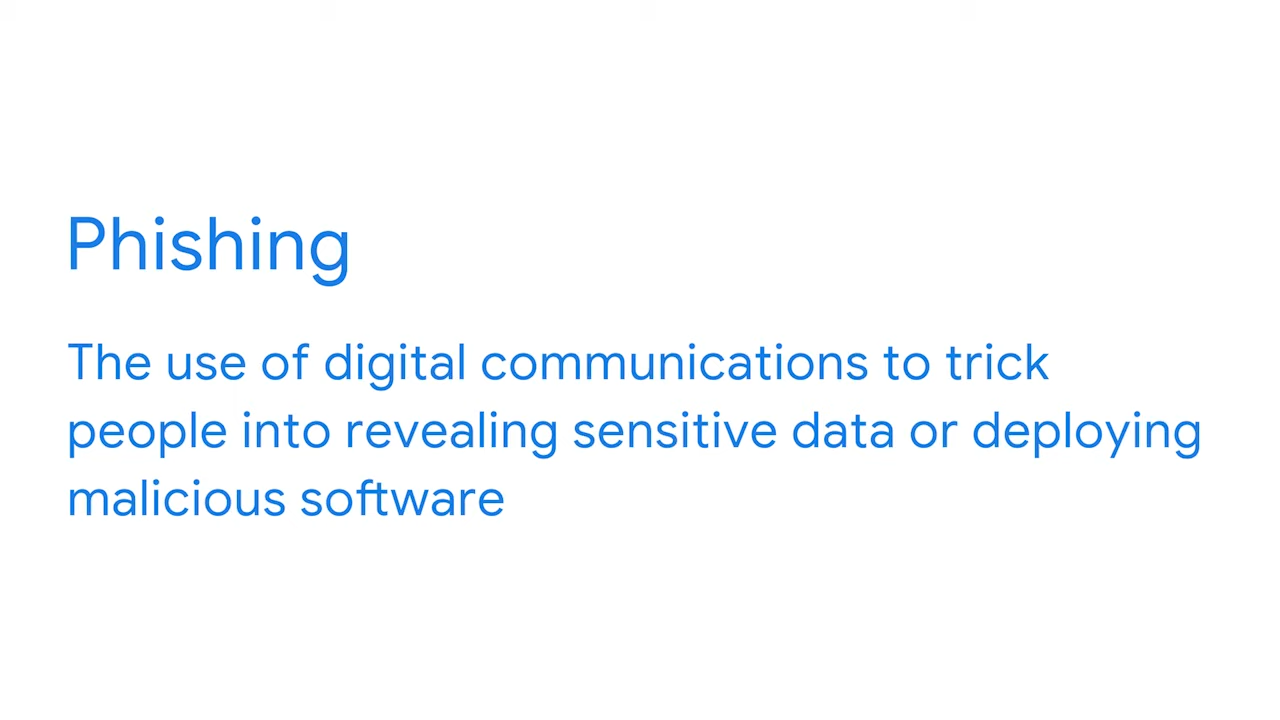 Phishing
The use of digital communications to trick
people into revealing sensitive data or deploying
malicious software